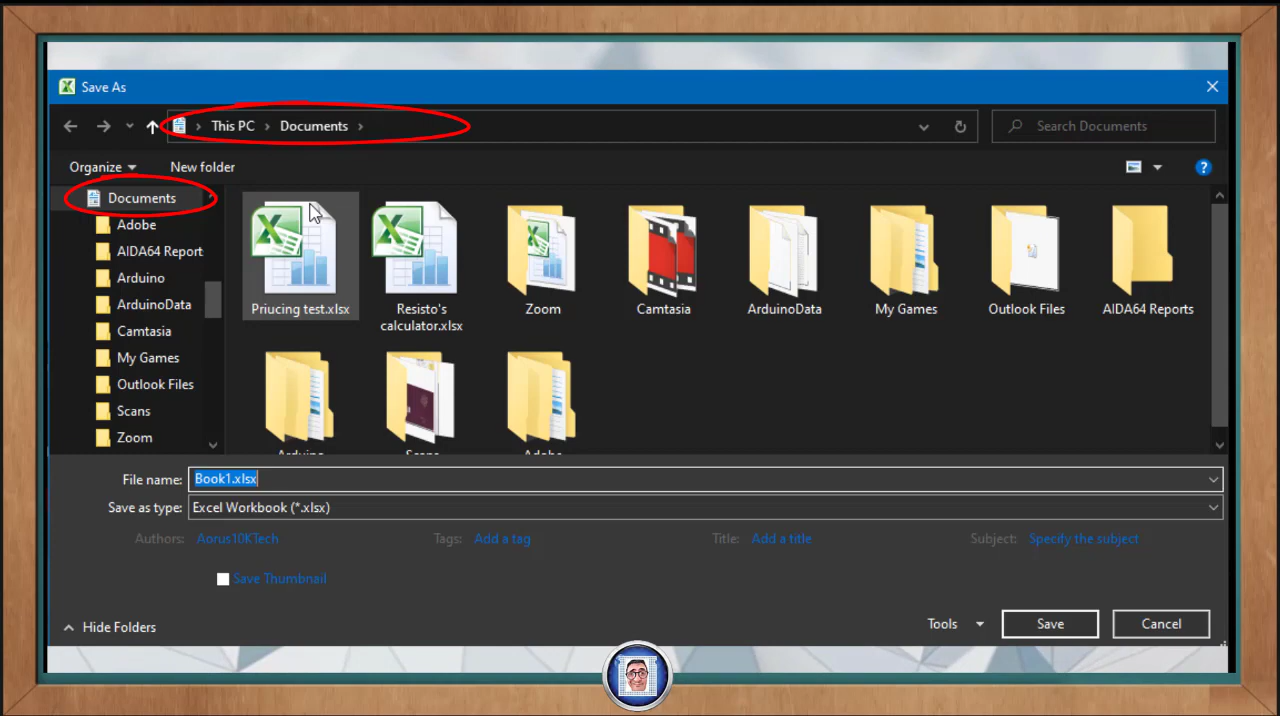 Save As
This PC > Documents >
Search Documents
Organize
New folder
?
Documents
Adobe
AIDA64 Report
Arduino
ArduinoData
Camtasia
My Games
Outlook Files
Scans
Zoom
Priucing test.xlsx
Resisto's
calculator.xlsx
Zoom
Camtasia
ArduinoData
My Games
Outlook Files
AIDA64 Reports
Arduino
Scans
Adobe
File name: Book1.xlsx
Save as type: Excel Workbook (*.xlsx)
Authors: Aorus10KTech
Tags: Add a tag
Title: Add a title
Subject: Specify the subject
Save Thumbnail
Hide Folders
Tools
Save
Cancel